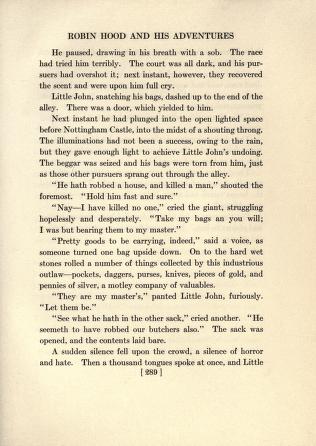 ROBIN HOOD AND HIS ADVENTURES
He paused, drawing in his breath with a sob. The race
had tried him terribly. The court was all dark, and his pur-
suers had overshot it; next instant, however, they recovered
the scent and were upon him full cry.
Little John, snatching his bags, dashed up to the end of the
alley. There was a door, which yielded to him.
Next instant he had plunged into the open lighted space
before Nottingham Castle, into the midst of a shouting throng.
The illuminations had not been a success, owing to the rain,
but they gave enough light to achieve Little John's undoing.
The beggar was seized and his bags were torn from him, just
as those other pursuers sprang out through the alley.
"He hath robbed a house, and killed a man," shouted the
foremost. "Hold him fast and sure."
"Nay—I have killed no one," cried the giant, struggling
hopelessly and desperately. "Take my bags an you will;
I was but bearing them to my master."
"Pretty goods to be carrying, indeed," said a voice, as
someone turned one bag upside down. On to the hard wet
stones rolled a number of things collected by this industrious
outlaw—pockets, daggers, purses, knives, pieces of gold, and
pennies of silver, a motley company of valuables.
"They are my master's," panted Little John, furiously.
"Let them be."
"See what he hath in the other sack," cried another. "He
seemeth to have robbed our butchers also." The sack was
opened, and the contents laid bare.
A sudden silence fell upon the crowd, a silence of horror
and hate. Then a thousand tongues spoke at once, and Little
[ 289 ]